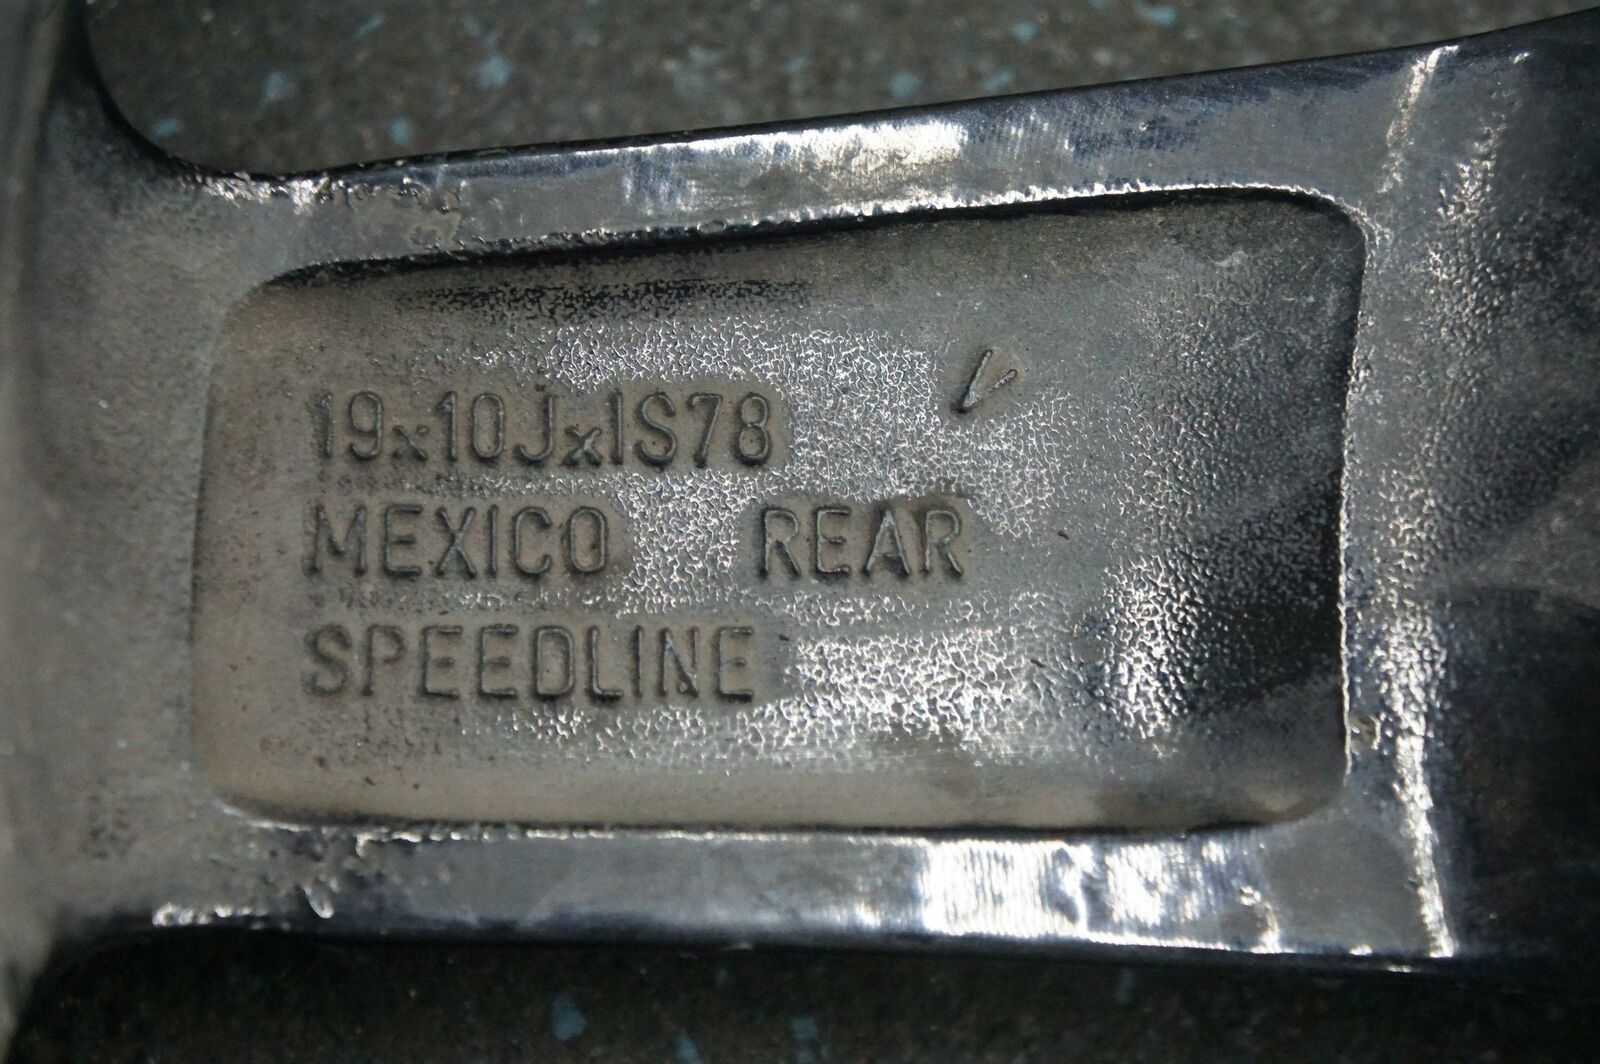 19x10JxIS78
MEXICO REAR
SPEEDLINE